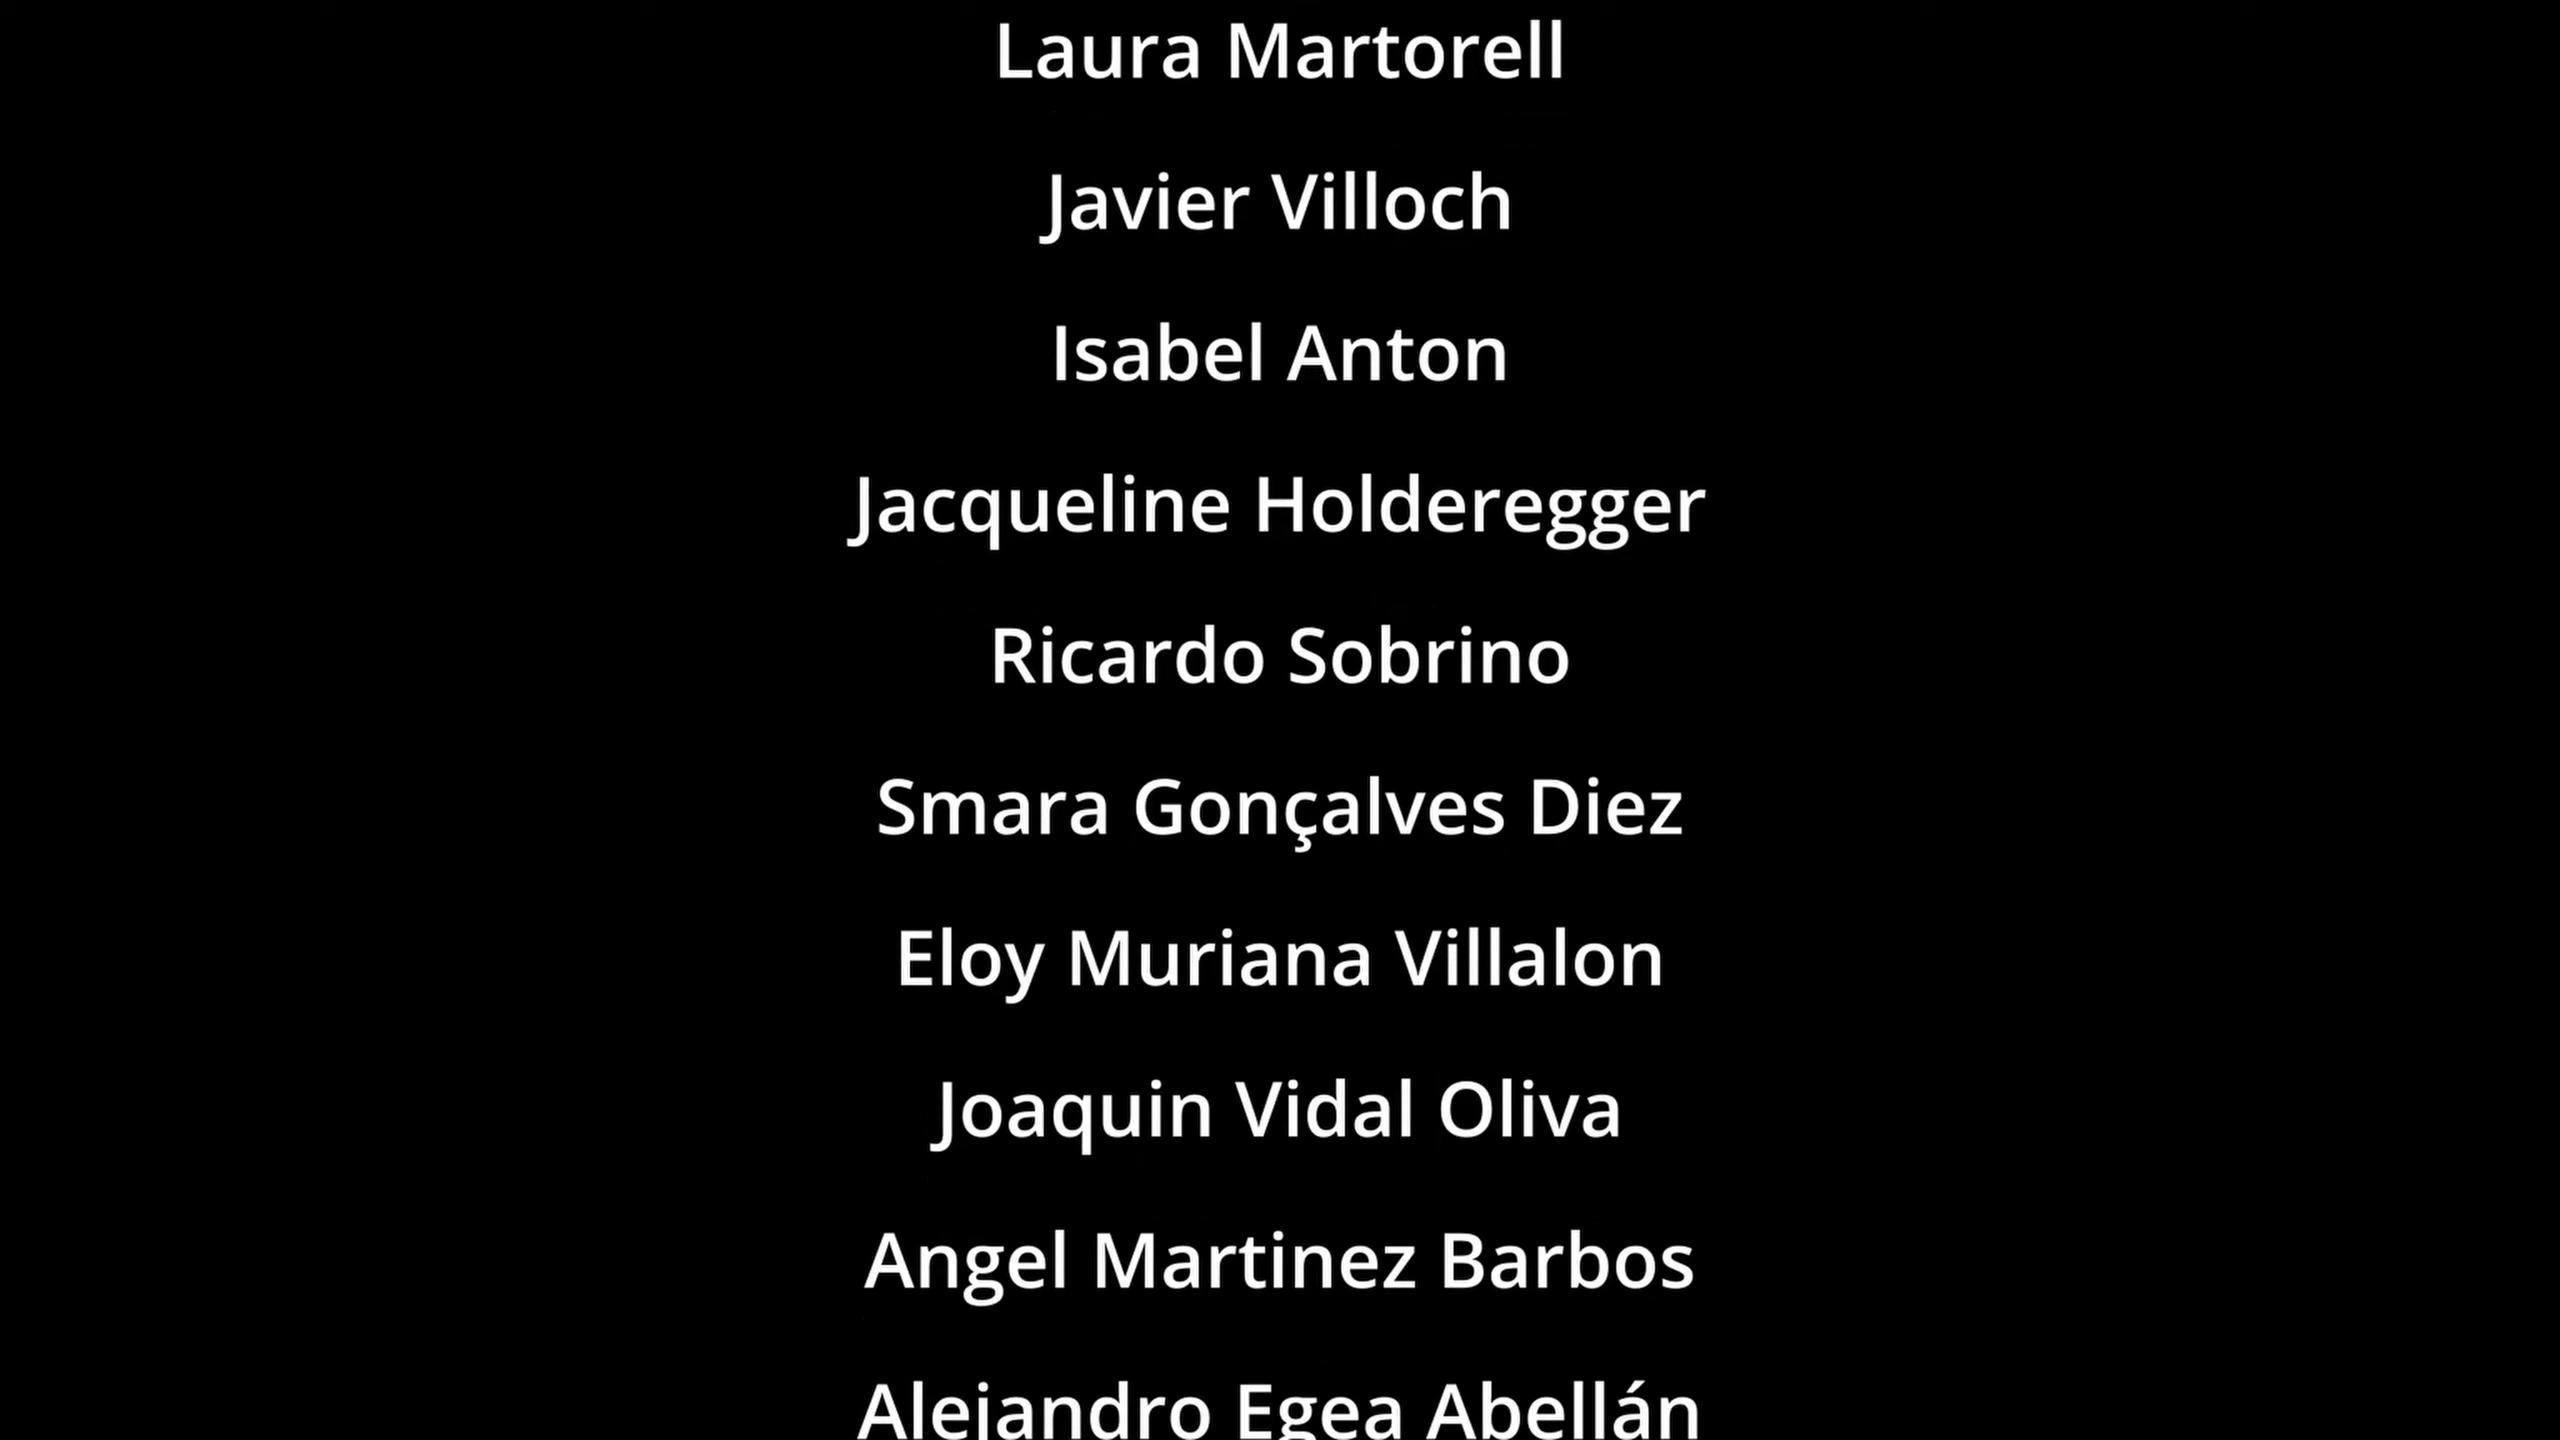 Laura Martorell
Javier Villoch
Isabel Anton
Jacqueline Holderegger
Ricardo Sobrino
Smara Gonçalves Diez
Eloy Muriana Villalon
Joaquin Vidal Oliva
Angel Martinez Barbos
Alejandro Egea Abellán